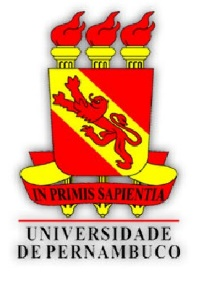 IN PRIMIS SAPIENTIA
UNIVERSIDADE
DE PERNAMBUCO